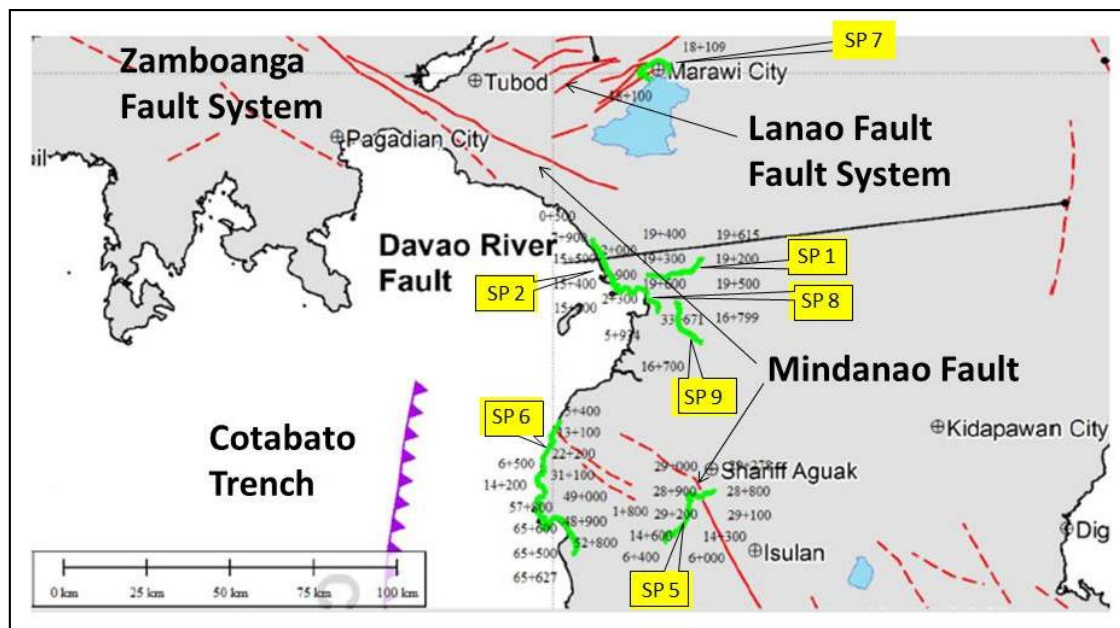 SP 7
18+109
Zamboanga
Fault System
Marawi City
Tubod
18+100
Lanao Fault
Fault System
Pagadian City
0+500
19+400
19+615
Davao River
Fault
2+000
15+500
19+300
19+200
SP 1
SP 2
15+400
900
19+600
19+500
SP 8
2+300
33+671
16+799
5+934
16+700
Mindanao Fault
SP 9
SP 6
5+400
Cotabato
Trench
13+100
Kidapawan City
22+200
6+500
29+000
Shariff Aguak
31+100
14+200
49+000
28+900
28+800
57+800
1+800
29+200
29+100
65+600
48+900
14+600
14+300
Dig
52+800
6+400
6+000
Isulan
65+500
65+627
SP 5
0 km
25 km
50 km
75 km
100 km